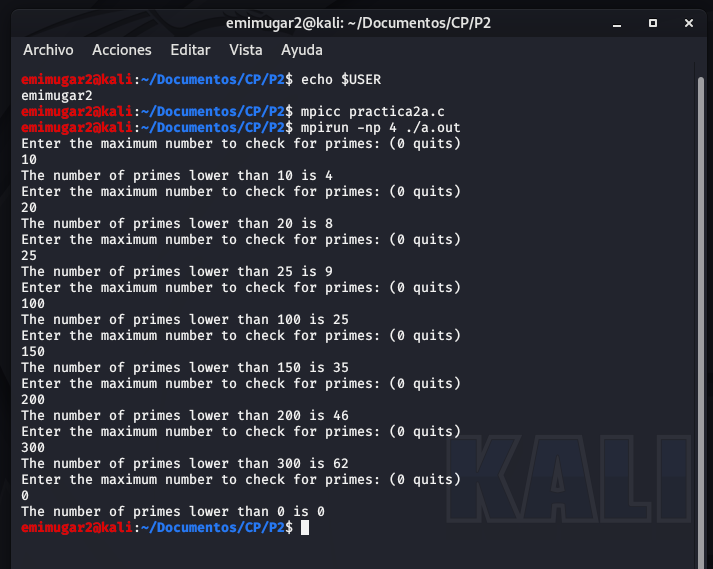 emimugar2@kali: ~/Documentos/CP/P2
Archivo Acciones Editar Vista Ayuda
emimugar2@kali:~/Documentos/CP/P2$ echo $USER
emimugar2
emimugar2@kali:~/Documentos/CP/P2$ mpicc practica2a.c
emimugar2@kali:~/Documentos/CP/P2$ mpirun -np 4 ./a.out
Enter the maximum number to check for primes: (0 quits)
10
The number of primes lower than 10 is 4
Enter the maximum number to check for primes: (0 quits)
20
The number of primes lower than 20 is 8
Enter the maximum number to check for primes: (0 quits)
25
The number of primes lower than 25 is 9
Enter the maximum number to check for primes: (0 quits)
100
The number of primes lower than 100 is 25
Enter the maximum number to check for primes: (0 quits)
150
The number of primes lower than 150 is 35
Enter the maximum number to check for primes: (0 quits)
200
The number of primes lower than 200 is 46
Enter the maximum number to check for primes: (0 quits)
300
The number of primes lower than 300 is 62
Enter the maximum number to check for primes: (0 quits)
0
The number of primes lower than 0 is 0
emimugar2@kali:~/Documentos/CP/P2$
KALI